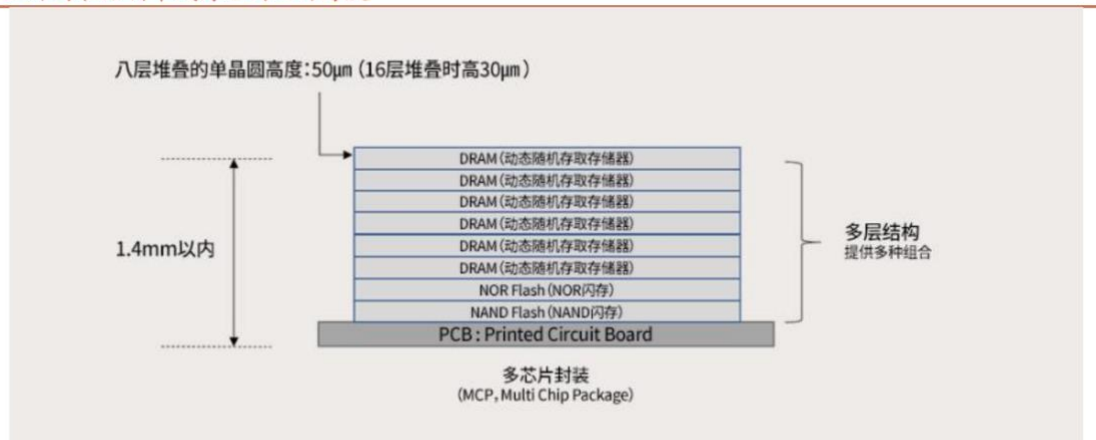 八层堆叠的单晶圆高度:50μm (16层堆叠时高30μm)
DRAM (动态随机存取存储器)
DRAM (动态随机存取存储器)
DRAM (动态随机存取存储器)
DRAM (动态随机存取存储器)
DRAM (动态随机存取存储器)
DRAM (动态随机存取存储器)
NOR Flash (NOR闪存)
NAND Flash (NAND闪存)
PCB : Printed Circuit Board
1.4mm以内
多层结构
提供多种组合
多芯片封装
(MCP, Multi Chip Package)